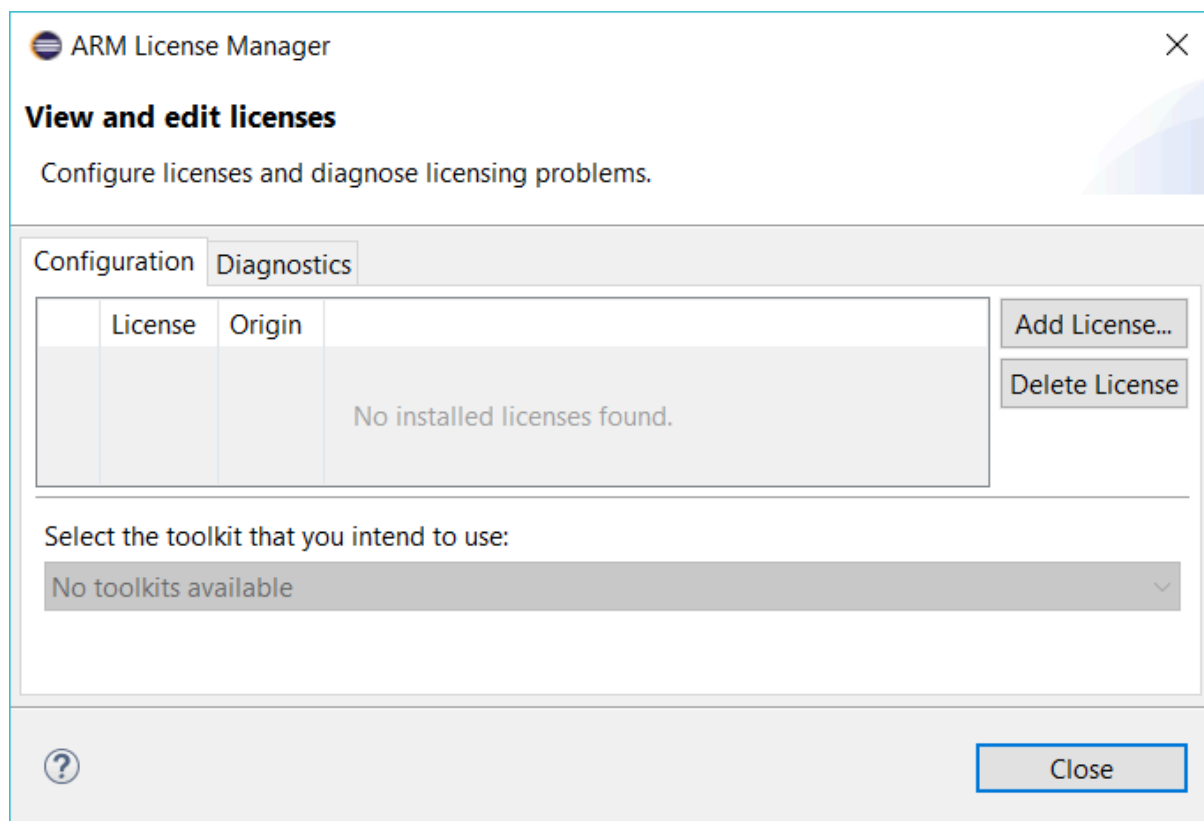 ARM License Manager
View and edit licenses
Configure licenses and diagnose licensing problems.
Configuration Diagnostics
License Origin
Add License...
Delete License
No installed licenses found.
Select the toolkit that you intend to use:
No toolkits available
?
Close